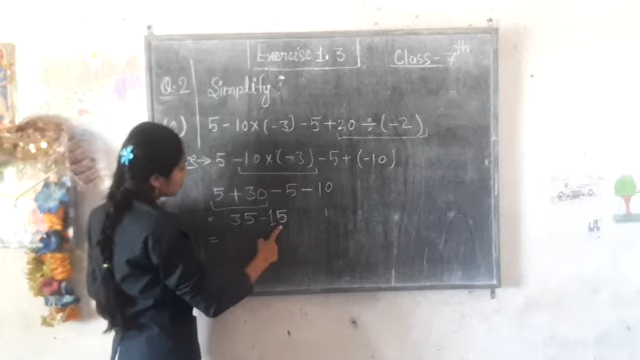 Exercise 1.3
Class-7th
Q.2 Simplify:
5-10×(-3)-5+20÷(-2)
→ 5-10×(-3)-5+(-10)
5+30-5-10
= 35-15
=